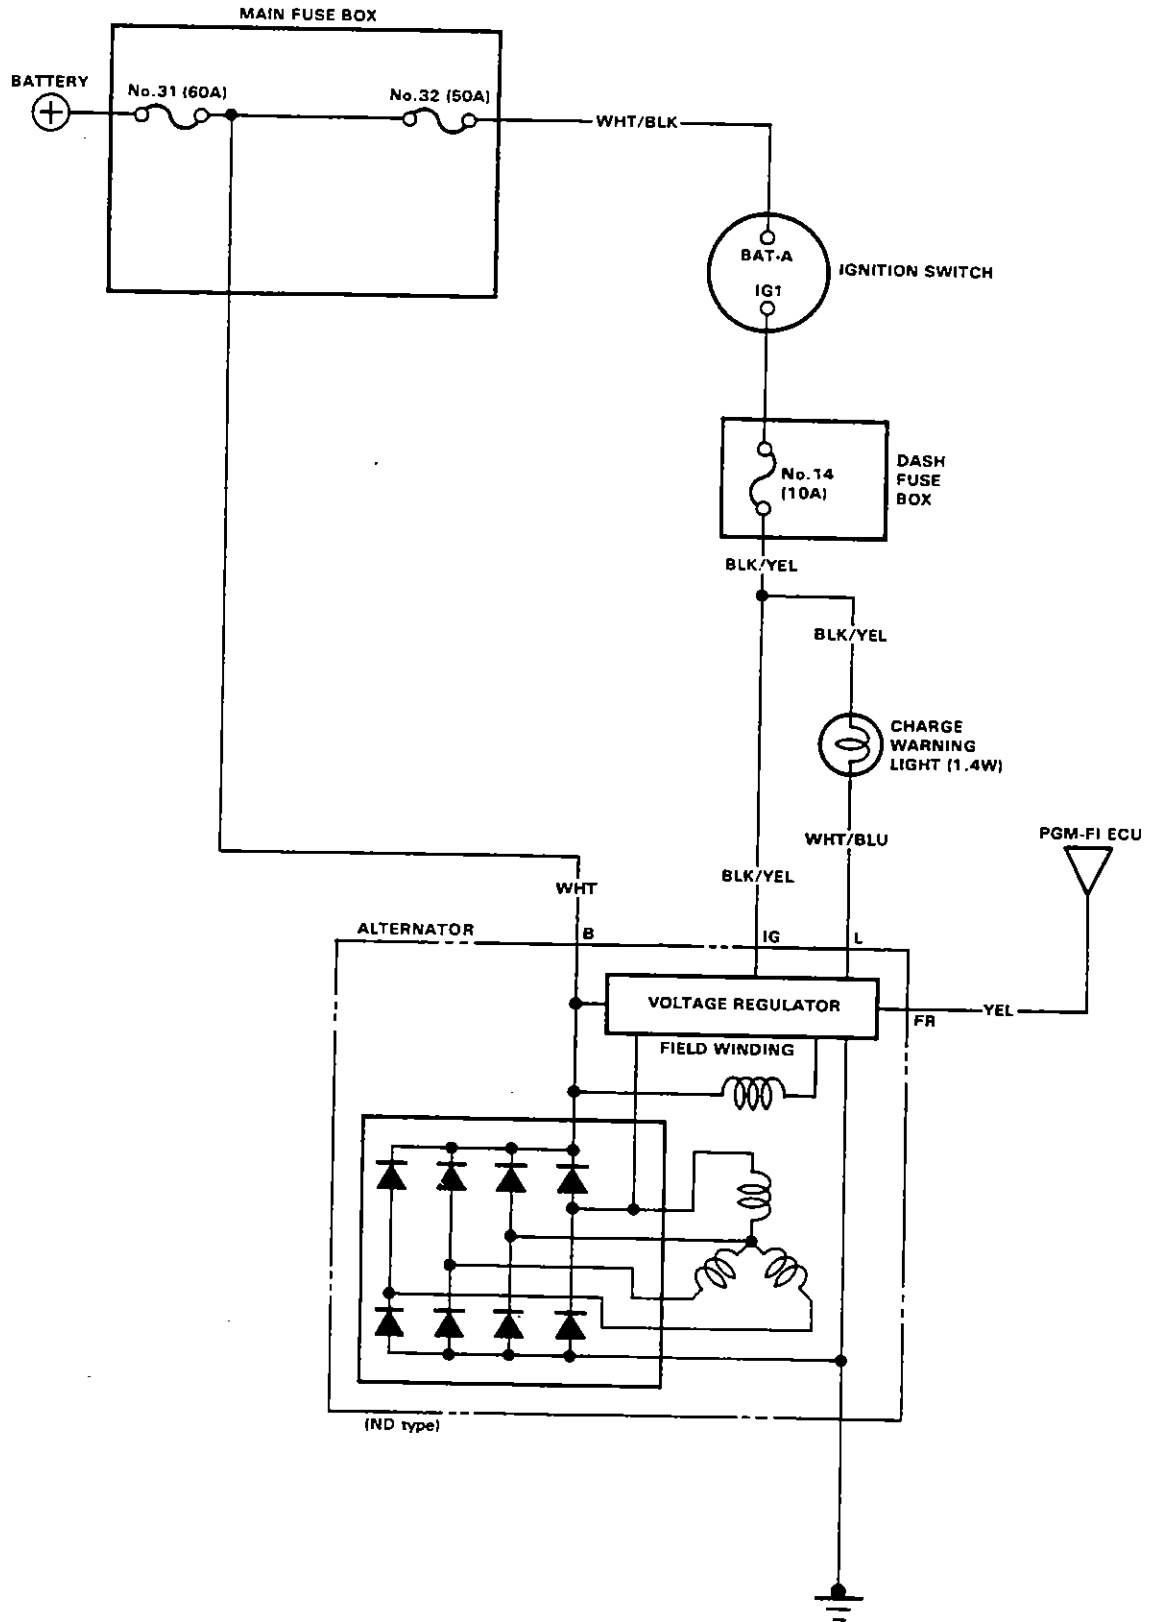 MAIN FUSE BOX
BATTERY
No.31 (60A)
No.32 (50A)
WHT/BLK
BAT-A
IGNITION SWITCH
IG1
No.14
(10A)
DASH
FUSE
BOX
BLK/YEL
BLK/YEL
CHARGE
WARNING
LIGHT (1.4W)
WHT/BLU
PGM-FI ECU
BLK/YEL
WHT
ALTERNATOR
B
IG
L
VOLTAGE REGULATOR
FR
YEL
FIELD WINDING
(ND type)